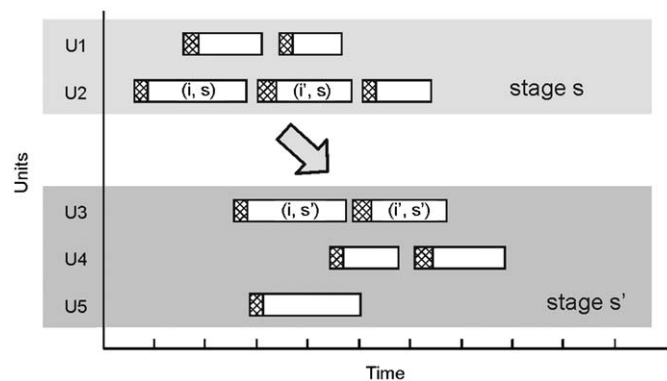 U1
U2 (i, s) (i', s) stage s
Units
U3 (i, s') (i', s')
U4
U5 stage s'
Time